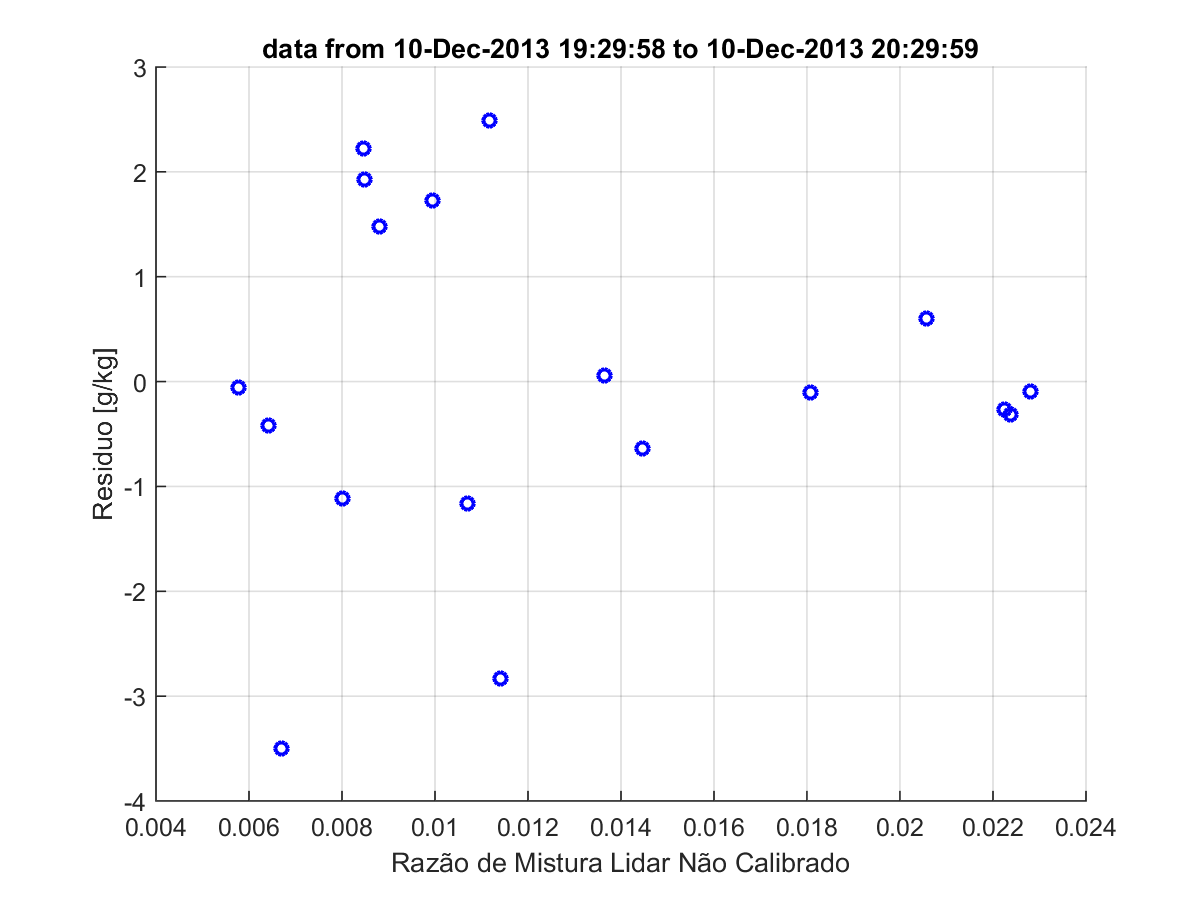 data from 10-Dec-2013 19:29:58 to 10-Dec-2013 20:29:59
3
2
1
0
-1
-2
-3
-4
Residuo [g/kg]
0.004 0.006 0.008 0.01 0.012 0.014 0.016 0.018 0.02 0.022 0.024
Razão de Mistura Lidar Não Calibrado